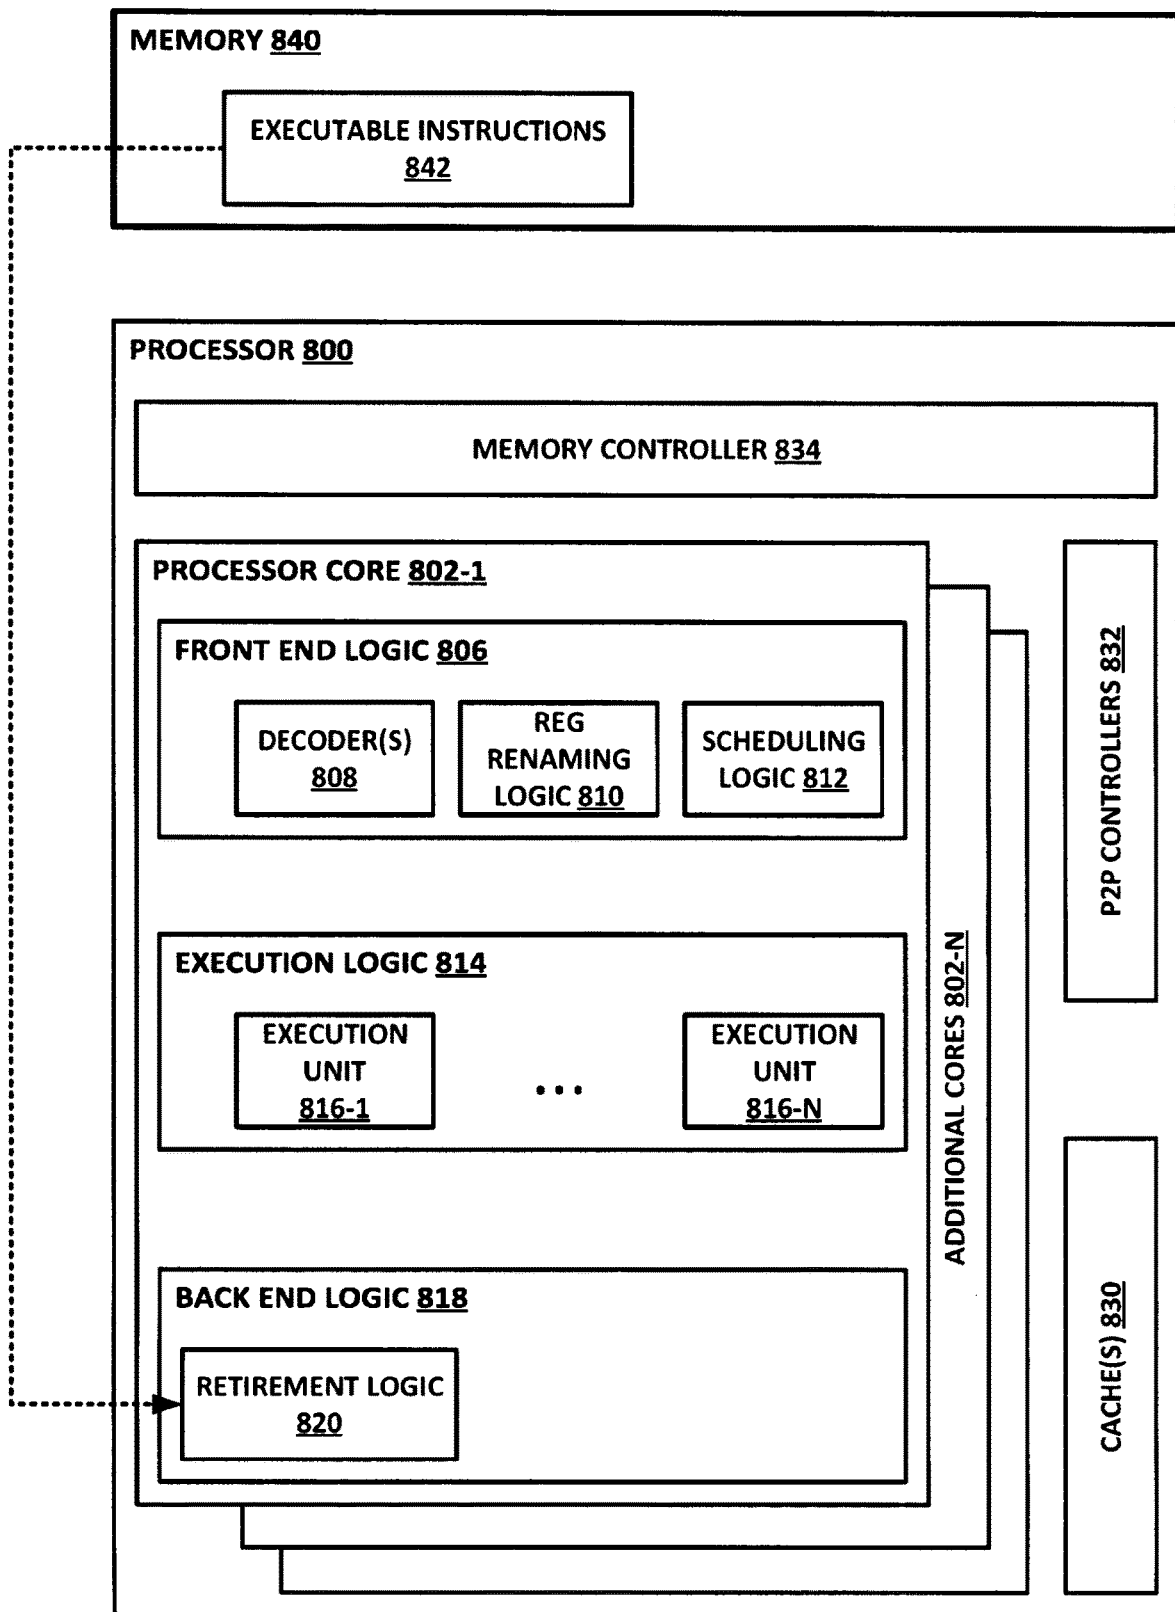 MEMORY 840
EXECUTABLE INSTRUCTIONS
842
PROCESSOR 800
MEMORY CONTROLLER 834
PROCESSOR CORE 802-1
FRONT END LOGIC 806
DECODER(S)
808
REG
RENAMING
LOGIC 810
SCHEDULING
LOGIC 812
EXECUTION LOGIC 814
EXECUTION
UNIT
816-1
...
EXECUTION
UNIT
816-N
BACK END LOGIC 818
RETIREMENT LOGIC
820
ADDITIONAL CORES 802-N
P2P CONTROLLERS 832
CACHE(S) 830